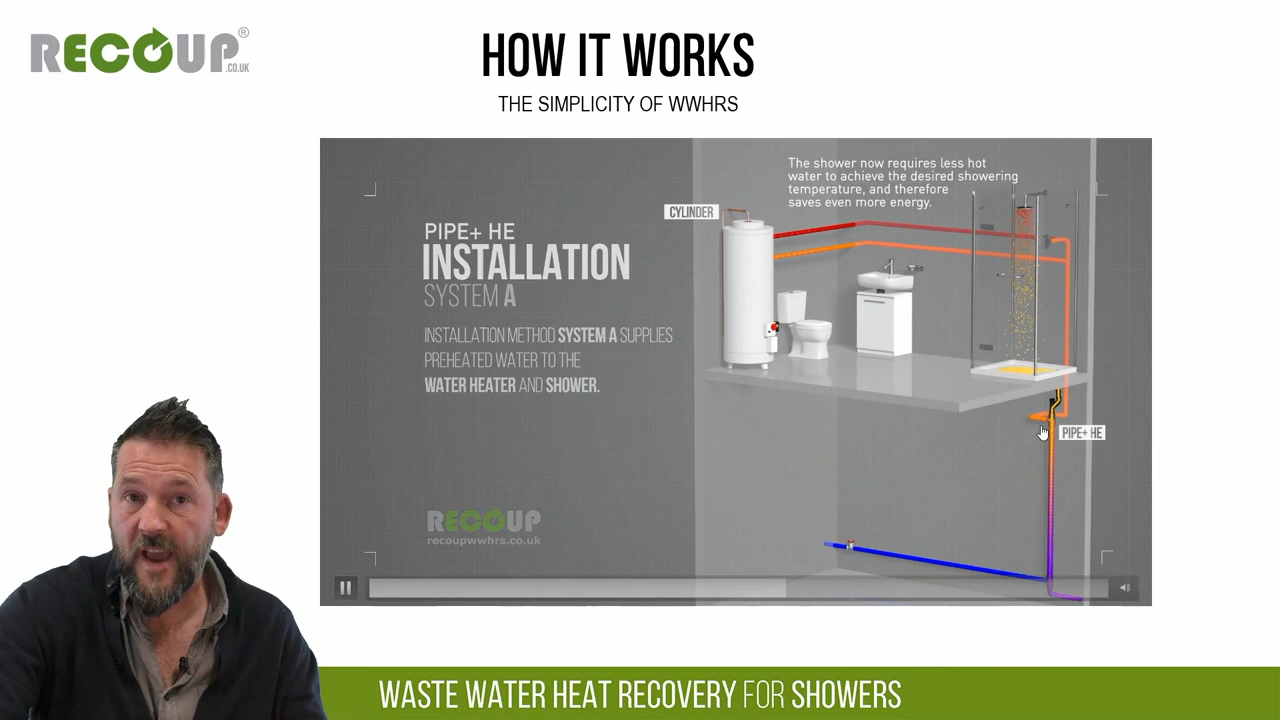 RECOUP®
.CO.UK
HOW IT WORKS
THE SIMPLICITY OF WWHRS
The shower now requires less hot
water to achieve the desired showering
temperature, and therefore
saves even more energy.
CYLINDER
PIPE+ HE
INSTALLATION
SYSTEM A
INSTALLATION METHOD SYSTEM A SUPPLIES
PREHEATED WATER TO THE
WATER HEATER AND SHOWER.
PIPE+ HE
RECOUP
recoupwwhrs.co.uk
WASTE WATER HEAT RECOVERY FOR SHOWERS